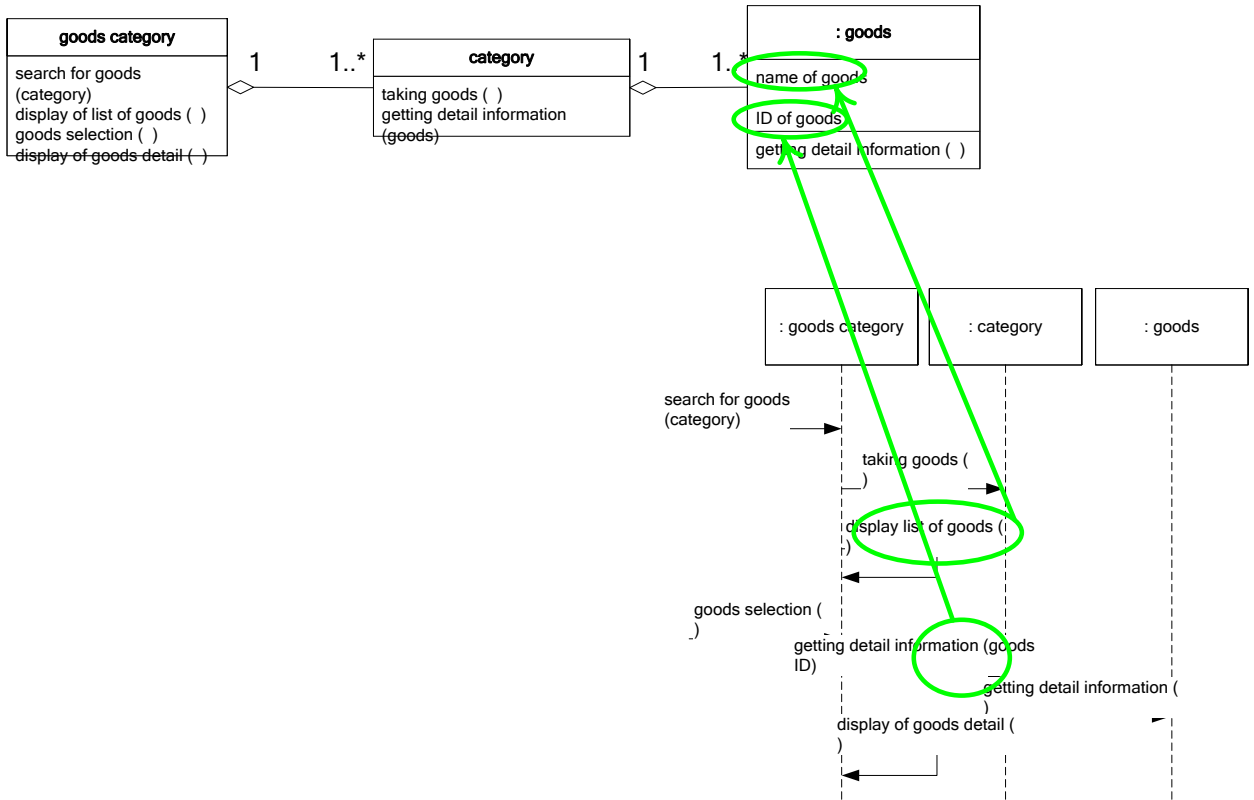 goods category
search for goods
(category)
display of list of goods ( )
goods selection ( )
display of goods detail ( )
1
1..*
category
taking goods ( )
getting detail information
(goods)
1
1..*
: goods
name of goods
ID of goods
getting detail information ( )
: goods category
: category
: goods
search for goods
(category)
taking goods (
)
display list of goods (
)
goods selection (
)
getting detail information (goods
ID)
getting detail information (
)
display of goods detail (
)